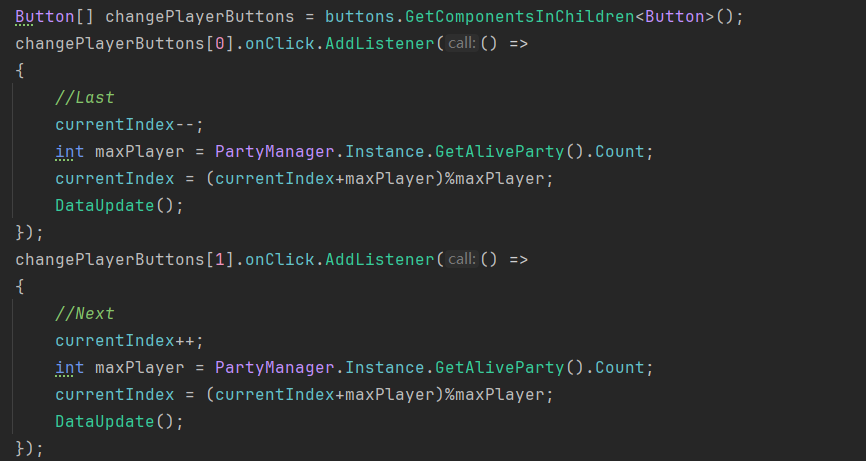 Button[] changePlayerButtons = buttons.GetComponentsInChildren<Button>();
changePlayerButtons[0].onClick.AddListener(call:() =>
{
    //Last
    currentIndex--;
    int maxPlayer = PartyManager.Instance.GetAliveParty().Count;
    currentIndex = (currentIndex+maxPlayer)%maxPlayer;
    DataUpdate();
});
changePlayerButtons[1].onClick.AddListener(call:() =>
{
    //Next
    currentIndex++;
    int maxPlayer = PartyManager.Instance.GetAliveParty().Count;
    currentIndex = (currentIndex+maxPlayer)%maxPlayer;
    DataUpdate();
});